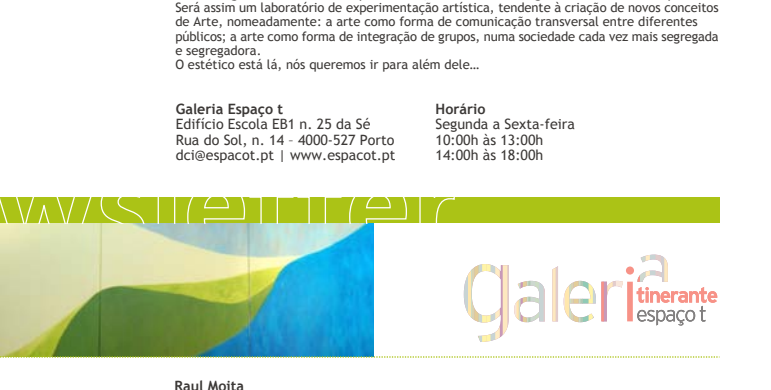 Será assim um laboratório de experimentação artística, tendente à criação de novos conceitos
de Arte, nomeadamente: a arte como forma de comunicação transversal entre diferentes
públicos; a arte como forma de integração de grupos, numa sociedade cada vez mais segregada
e segregadora.
O estético está lá, nós queremos ir para além dele…
Galeria Espaço t
Edifício Escola EB1 n. 25 da Sé
Rua do Sol, n. 14 – 4000-527 Porto
dci@espacot.pt | www.espacot.pt
Horário
Segunda a Sexta-feira
10:00h às 13:00h
14:00h às 18:00h
wsletter
galeria
itinerante
espaço t
Raul Moita